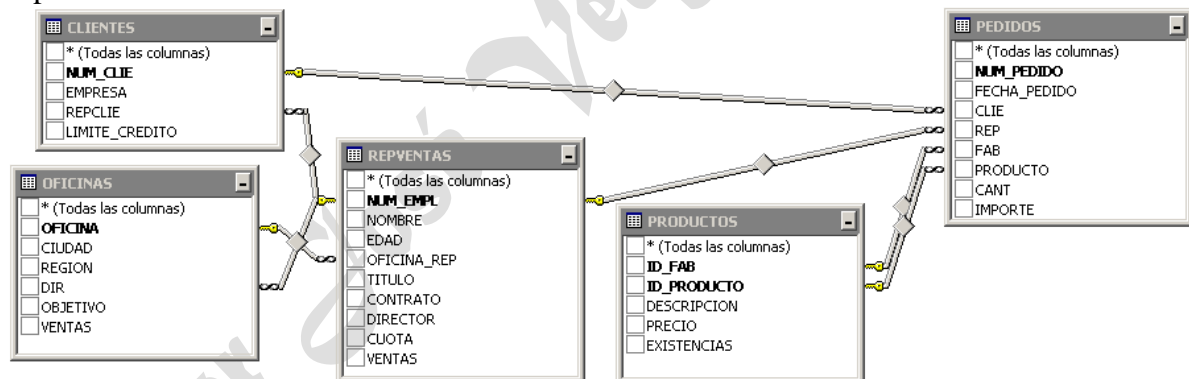 CLIENTES
* (Todas las columnas)
NUM_CLIE
EMPRESA
REPCLIE
LIMITE_CREDITO
OFICINAS
* (Todas las columnas)
OFICINA
CIUDAD
REGION
DIR
OBJETIVO
VENTAS
REPVENTAS
* (Todas las columnas)
NUM_EMPL
NOMBRE
EDAD
OFICINA_REP
TITULO
CONTRATO
DIRECTOR
CUOTA
VENTAS
PRODUCTOS
* (Todas las columnas)
ID_FAB
ID_PRODUCTO
DESCRIPCION
PRECIO
EXISTENCIAS
PEDIDOS
* (Todas las columnas)
NUM_PEDIDO
FECHA_PEDIDO
CLIE
REP
FAB
PRODUCTO
CANT
IMPORTE